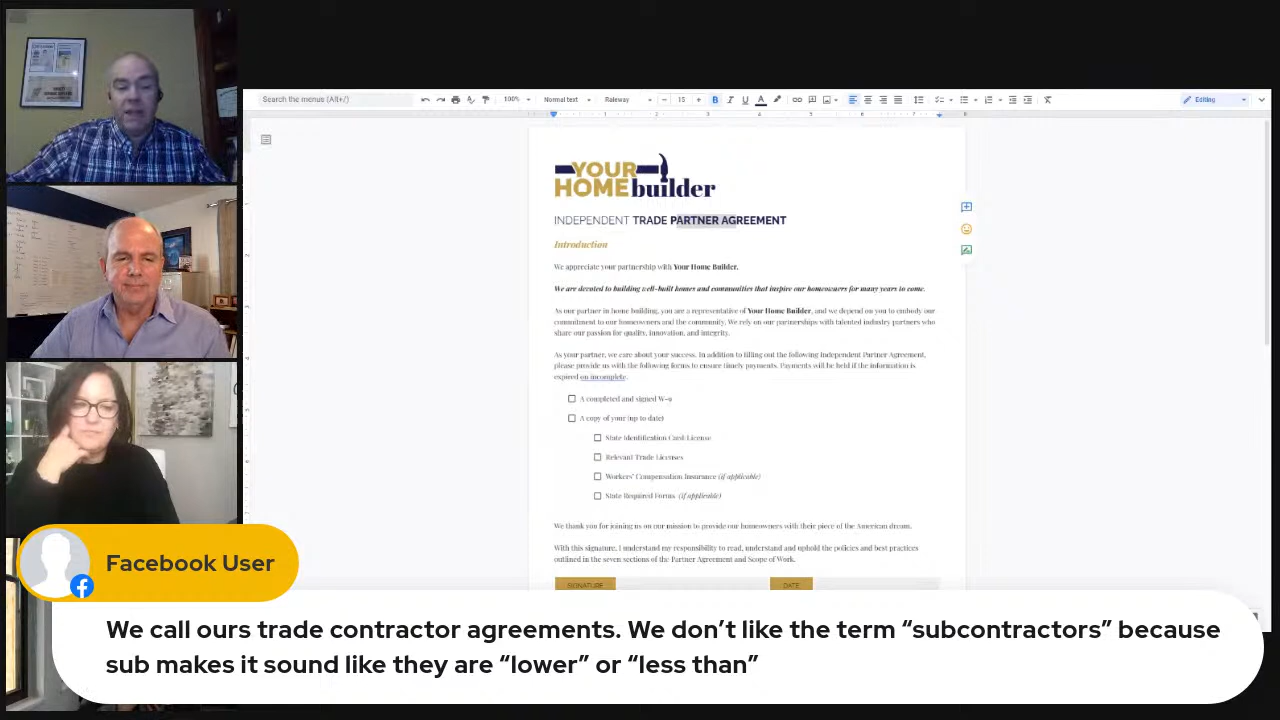 Search the menus (Alt+/)
100%
Normal text
Raleway
15
B I U A
Editing
YOUR
HOMEbuilder
INDEPENDENT TRADE PARTNER AGREEMENT
Introduction
We appreciate your partnership with Your Home Builder.
We are devoted to building well-built homes and communities that inspire our homeowners for many years to come.
As our partner in home building, you are a representative of Your Home Builder, and we depend on you to embody our
commitment to our homeowners and the community. We rely on our partnerships with talented industry partners who
share our passion for quality, innovation, and integrity.
As your partner, we care about your success. In addition to filling out the following Independent Partner Agreement,
please provide us with the following forms to ensure timely payments. Payments will be held if the information is
expired on incomplete.
A completed and signed W-9
A copy of your (up to date)
State Identification Card/License
Relevant Trade Licenses
Workers' Compensation Insurance (if applicable)
State Required Forms (if applicable)
We thank you for joining us on our mission to provide our homeowners with their piece of the American dream.
With this signature, I understand my responsibility to read, understand and uphold the policies and best practices
outlined in the seven sections of the Partner Agreement and Scope of Work.
SIGNATURE
DATE
Facebook User
We call ours trade contractor agreements. We don’t like the term “subcontractors” because
sub makes it sound like they are “lower” or “less than”